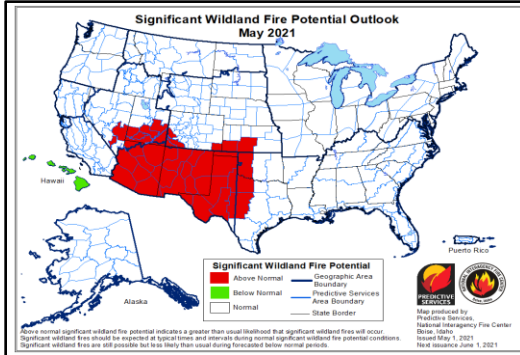 Significant Wildland Fire Potential Outlook
May 2021
Hawaii
Alaska
Puerto Rico
Significant Wildland Fire Potential
Above Normal
Below Normal
Normal
Geographic Area
Boundary
Predictive Services
Area Boundary
State Border
PREDICTIVE
SERVICES
Map produced by
Predictive Services,
National Interagency Fire Center
Boise, Idaho
Issued May 1, 2021
Next issuance June 1, 2021
Above normal significant wildland fire potential indicates a greater than usual likelihood that significant wildland fires will occur.
Significant wildland fires should be expected at typical times and intervals during normal significant wildland fire potential conditions.
Significant wildland fires are still possible but less likely than usual during forecasted below normal periods.